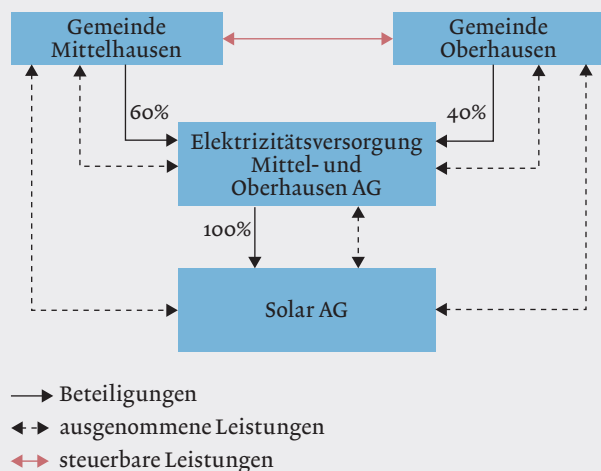 Gemeinde
Mittelhausen
Gemeinde
Oberhausen
60%
40%
Elektrizitätsversorgung
Mittel- und
Oberhausen AG
100%
Solar AG
Beteiligungen
ausgenommene Leistungen
steuerbare Leistungen